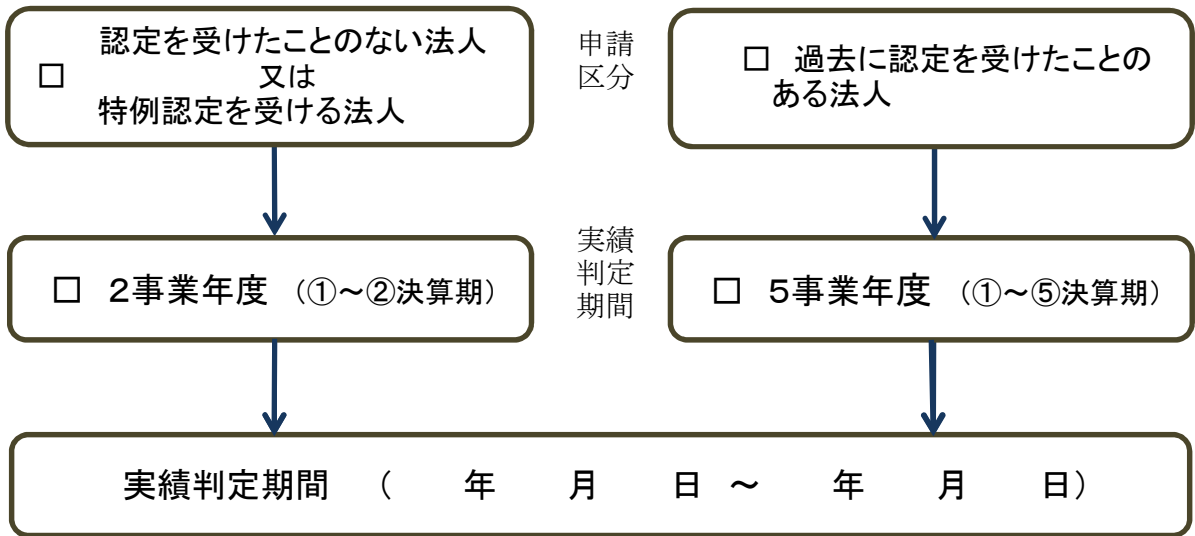 認定を受けたことのない法人
□ 又は
特例認定を受ける法人
申請
区分
□ 過去に認定を受けたことの
ある法人
□ 2事業年度 (①~②決算期)
実績
判定
期間
□ 5事業年度 (①~⑤決算期)
実績判定期間 ( 年 月 日 ~ 年 月 日)